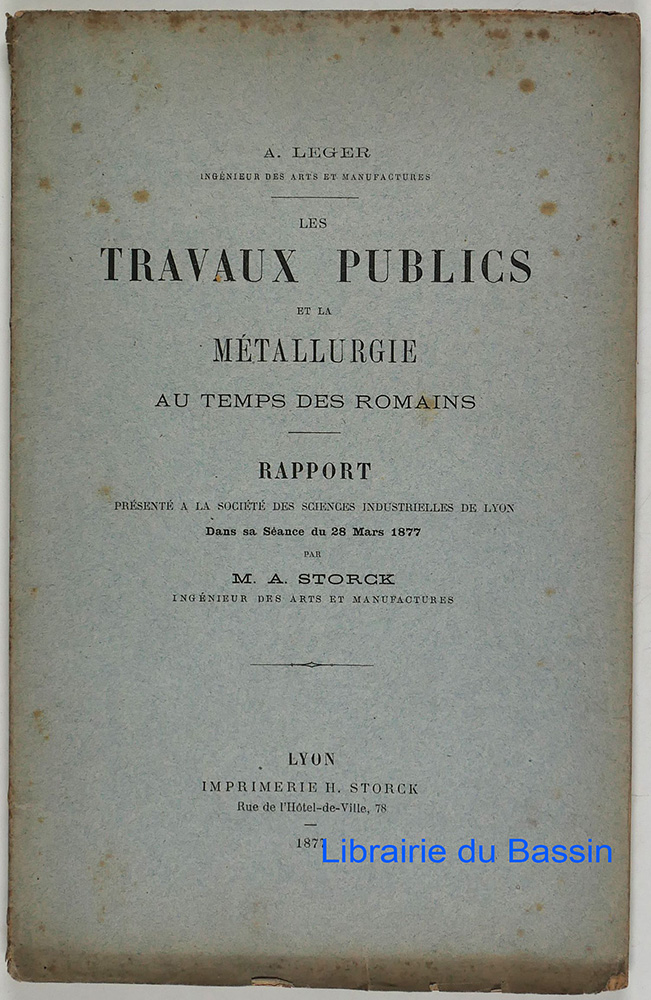 A. LEGER
INGÉNIEUR DES ARTS ET MANUFACTURES
LES
TRAVAUX PUBLICS
ET LA
MÉTALLURGIE
AU TEMPS DES ROMAINS
RAPPORT
PRÉSENTÉ A LA SOCIÉTÉ DES SCIENCES INDUSTRIELLES DE LYON
Dans sa Séance du 28 Mars 1877
PAR
M. A. STORCK
INGÉNIEUR DES ARTS ET MANUFACTURES
LYON
IMPRIMERIE H. STORCK
Rue de l'Hôtel-de-Ville, 78
1877
Librairie du Bassin